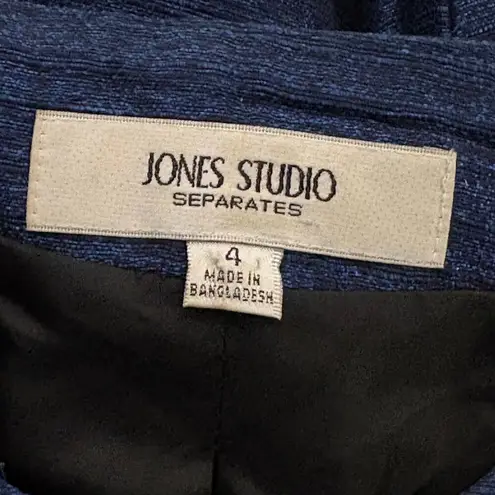 JONES STUDIO
SEPARATES
4
MADE IN
BANGLADESH